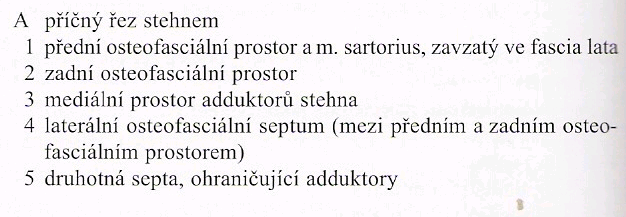 A příčný řez stehnem
1 přední osteofasciální prostor a m. sartorius, zavzatý ve fascia lata
2 zadní osteofasciální prostor
3 mediální prostor adduktorů stehna
4 laterální osteofasciální septum (mezi předním a zadním osteo-
fasciálním prostorem)
5 druhotná septa, ohraničující adduktory